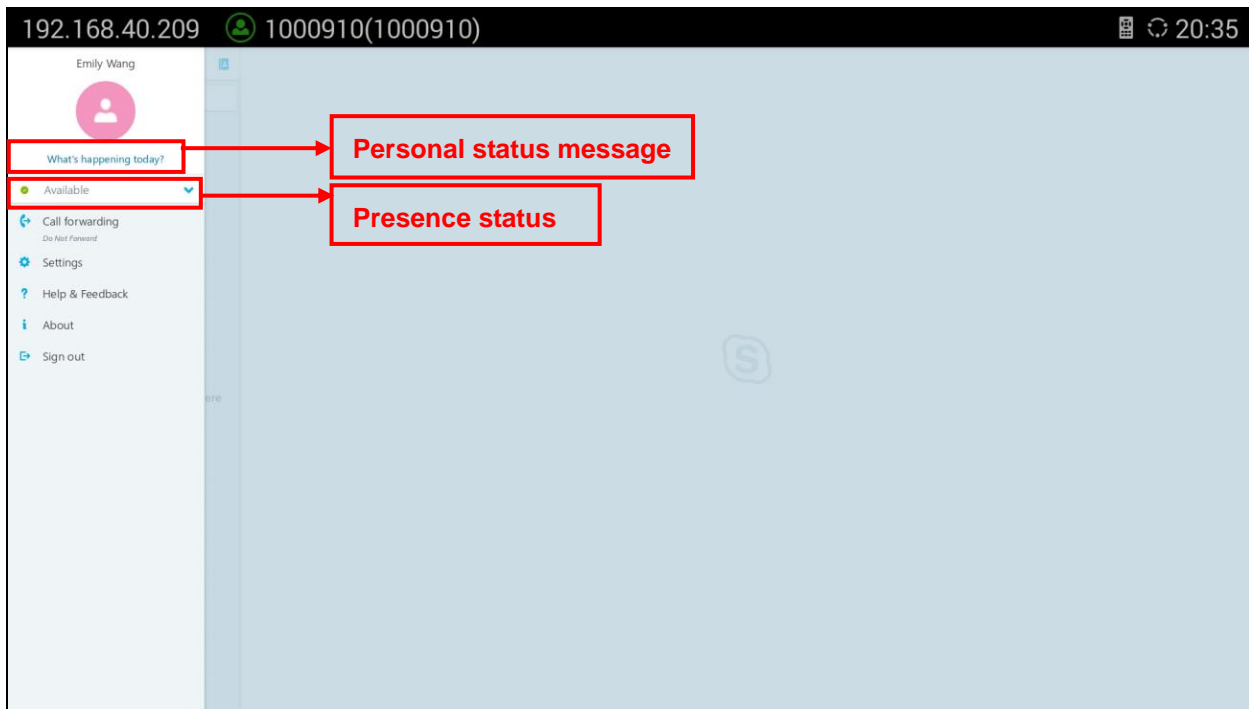 192.168.40.209 1000910(1000910) 20:35
Emily Wang
What's happening today?
Personal status message
Available
Presence status
Call forwarding
Do Not Forward
Settings
Help & Feedback
About
Sign out
ere
S